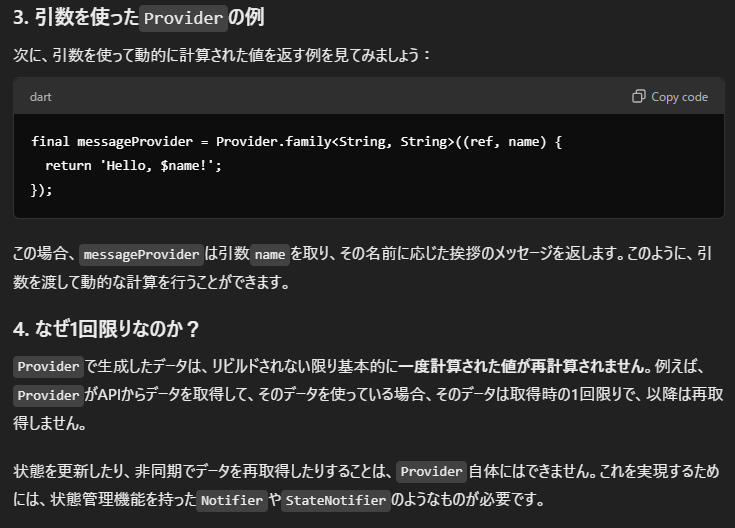 3. 引数を使ったProviderの例
次に、引数を使って動的に計算された値を返す例を見てみましょう：
dart
Copy code
final messageProvider = Provider.family<String, String>((ref, name) {
  return 'Hello, $name!';
});
この場合、messageProviderは引数nameを取り、その名前に応じた挨拶のメッセージを返します。このように、引
数を渡して動的な計算を行うことができます。
4. なぜ1回限りなのか？
Providerで生成したデータは、リビルドされない限り基本的に一度計算された値が再計算されません。例えば、
ProviderがAPIからデータを取得して、そのデータを使っている場合、そのデータは取得時の1回限りで、以降は再取
得しません。
状態を更新したり、非同期でデータを再取得したりすることは、Provider自体にはできません。これを実現するため
には、状態管理機能を持ったNotifierやStateNotifierのようなものが必要です。